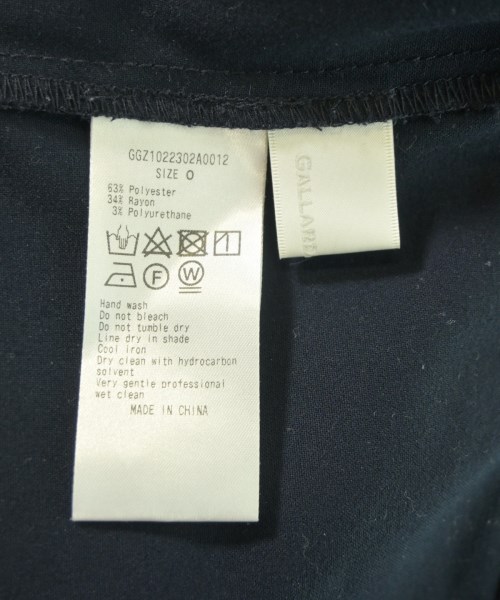 GGZ1022302A0012
SIZE 0
63% Polyester
34% Rayon
3% Polyurethane
F
W
Hand wash
Do not bleach
Do not tumble dry
Line dry in shade
Cool iron
Dry clean with hydrocarbon
solvent
Very gentle professional
wet clean
MADE IN CHINA